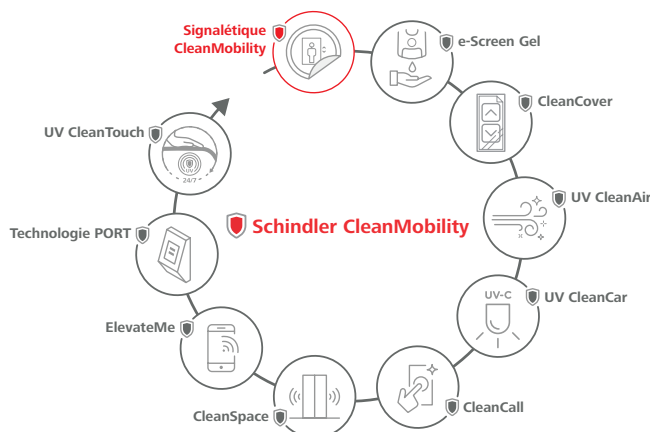 Signalétique
CleanMobility
e-Screen Gel
CleanCover
UV CleanAir
UV-C
UV CleanCar
CleanCall
CleanSpace
ElevateMe
Technologie PORT
UV CleanTouch
UV
24/7
Schindler CleanMobility